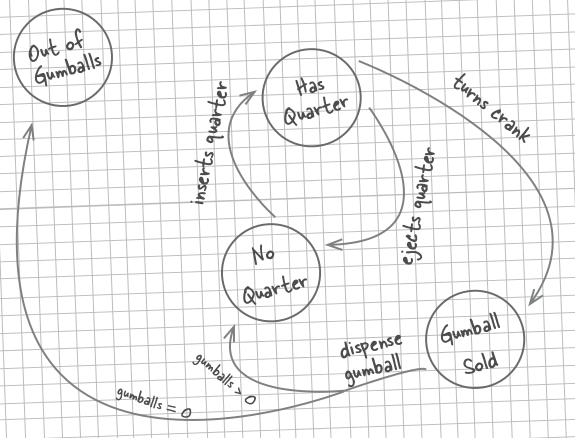 Out of
Gumballs
Has
Quarter
turns crank
inserts quarter
ejects quarter
No
Quarter
Gumball
Sold
dispense
gumball
gumballs > 0
gumballs = 0